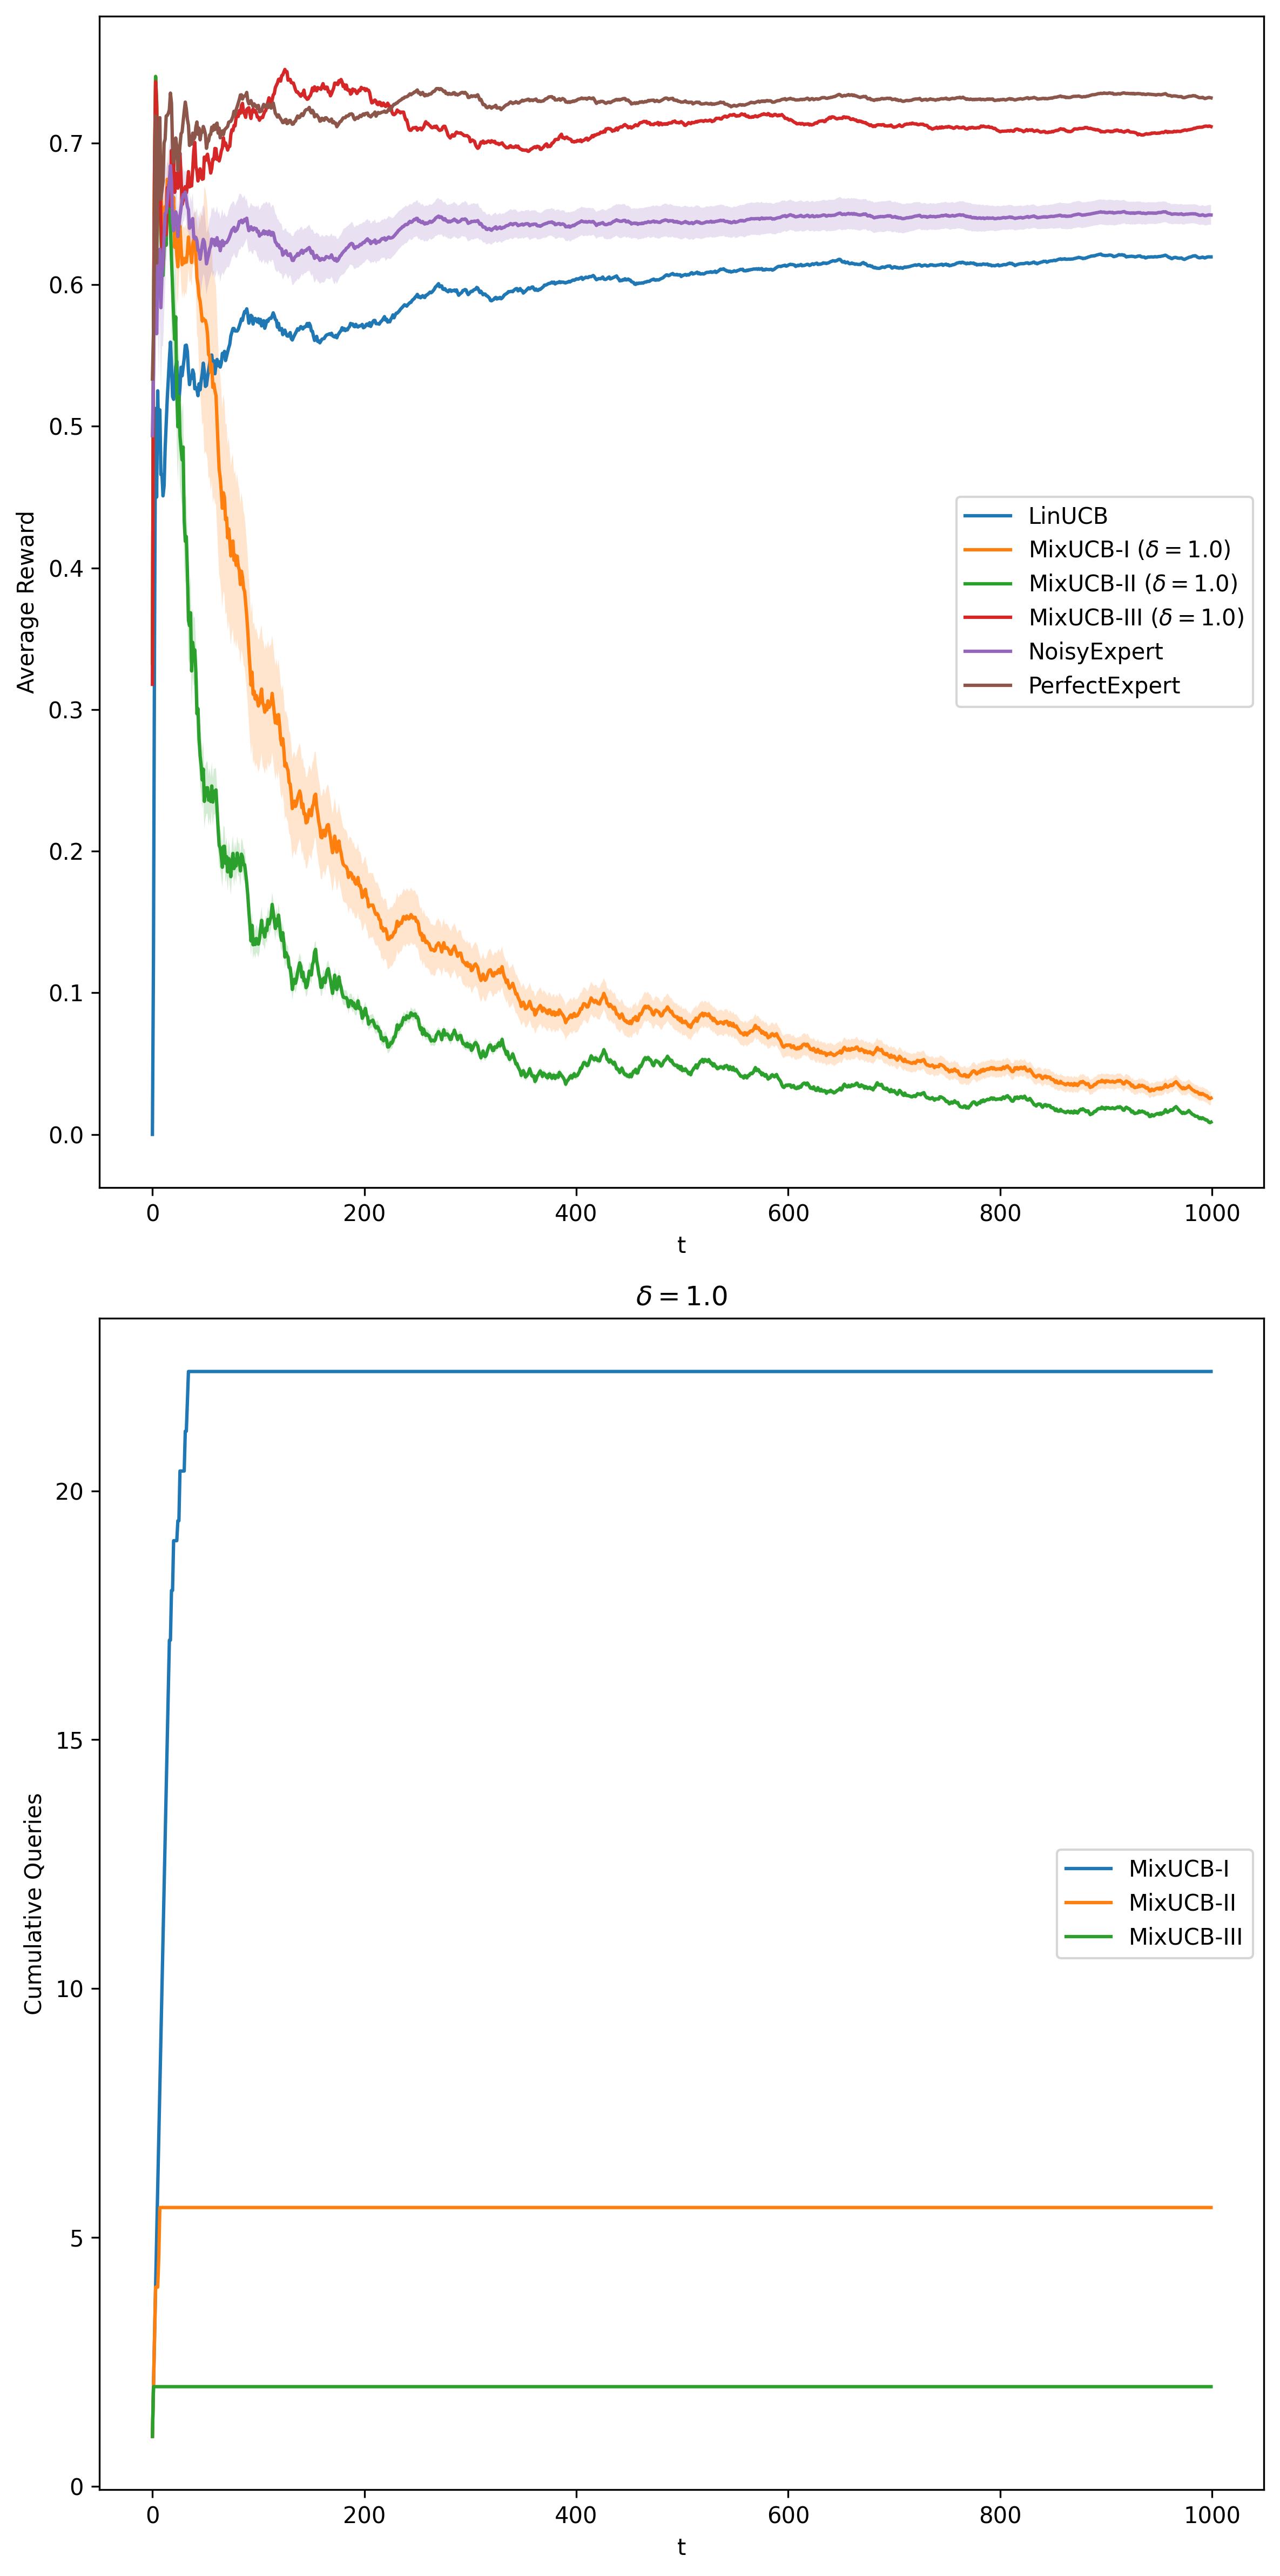 0.7
0.6
0.5
0.4
0.3
0.2
0.1
0.0
Average Reward
LinUCB
MixUCB-I (δ = 1.0)
MixUCB-II (δ = 1.0)
MixUCB-III (δ = 1.0)
NoisyExpert
PerfectExpert
0 200 400 600 800 1000
t
δ = 1.0
20
15
10
5
0
Cumulative Queries
MixUCB-I
MixUCB-II
MixUCB-III
0 200 400 600 800 1000
t